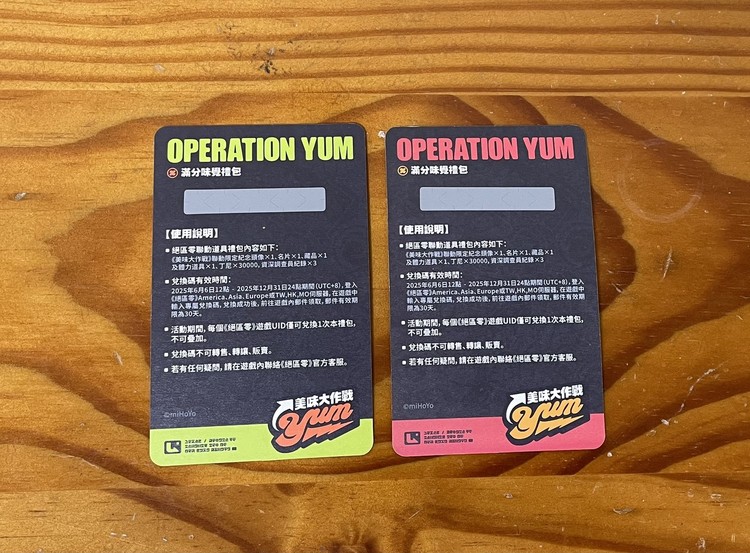 OPERATION YUM
滿分味覺禮包
【使用說明】
▪ 絕區零聯動道具禮包內容如下：
《美味大作戰》聯動限定紀念頭像×1、名片×1、藏品×1
及體力道具×1、丁尼×30000、資深調查員紀錄×3
▪ 兌換碼有效時間：
2025年6月6日12點 - 2025年12月31日24點期間(UTC+8)，登入
《絕區零》America、Asia、Europe或TW,HK,MO伺服器，在遊戲中
輸入專屬兌換碼，兌換成功後，前往遊戲內郵件領取，郵件有效期
限為30天。
▪ 活動期間，每個《絕區零》遊戲UID僅可兌換1次本禮包，
不可疊加。
▪ 兌換碼不可轉售、轉讓、販賣。
▪ 若有任何疑問，請在遊戲內聯絡《絕區零》官方客服。
©miHoYo
美味大作戰
Yum
OPERATION YUM
滿分味覺禮包
【使用說明】
▪ 絕區零聯動道具禮包內容如下：
《美味大作戰》聯動限定紀念頭像×1、名片×1、藏品×1
及體力道具×1、丁尼×30000、資深調查員紀錄×3
▪ 兌換碼有效時間：
2025年6月6日12點 - 2025年12月31日24點期間(UTC+8)，登入
《絕區零》America、Asia、Europe或TW,HK,MO伺服器，在遊戲中
輸入專屬兌換碼，兌換成功後，前往遊戲內郵件領取，郵件有效期
限為30天。
▪ 活動期間，每個《絕區零》遊戲UID僅可兌換1次本禮包，
不可疊加。
▪ 兌換碼不可轉售、轉讓、販賣。
▪ 若有任何疑問，請在遊戲內聯絡《絕區零》官方客服。
©miHoYo
美味大作戰
Yum